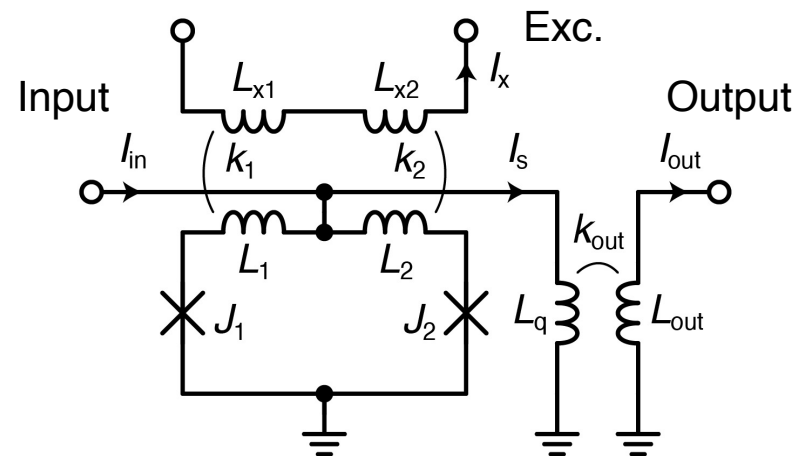 Exc.
Lx1
Lx2
Ix
Input
Output
Iin
k1
k2
Is
Iout
kout
L1
L2
J1
J2
Lq
Lout